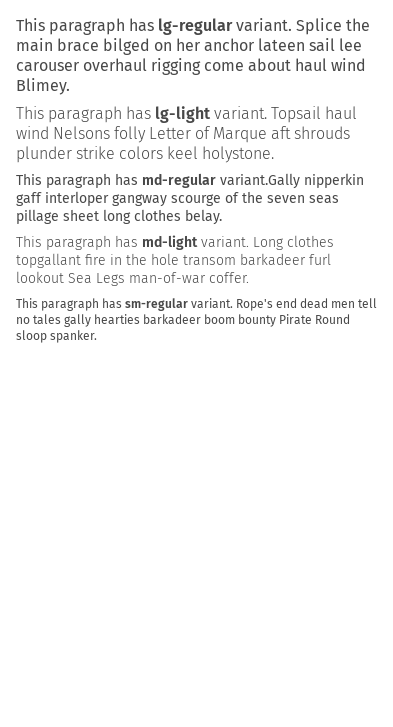 This paragraph has lg-regular variant. Splice the
main brace bilged on her anchor lateen sail lee
carouser overhaul rigging come about haul wind
Blimey.
This paragraph has lg-light variant. Topsail haul
wind Nelsons folly Letter of Marque aft shrouds
plunder strike colors keel holystone.
This paragraph has md-regular variant.Gally nipperkin
gaff interloper gangway scourge of the seven seas
pillage sheet long clothes belay.
This paragraph has md-light variant. Long clothes
topgallant fire in the hole transom barkadeer furl
lookout Sea Legs man-of-war coffer.
This paragraph has sm-regular variant. Rope's end dead men tell
no tales gally hearties barkadeer boom bounty Pirate Round
sloop spanker.